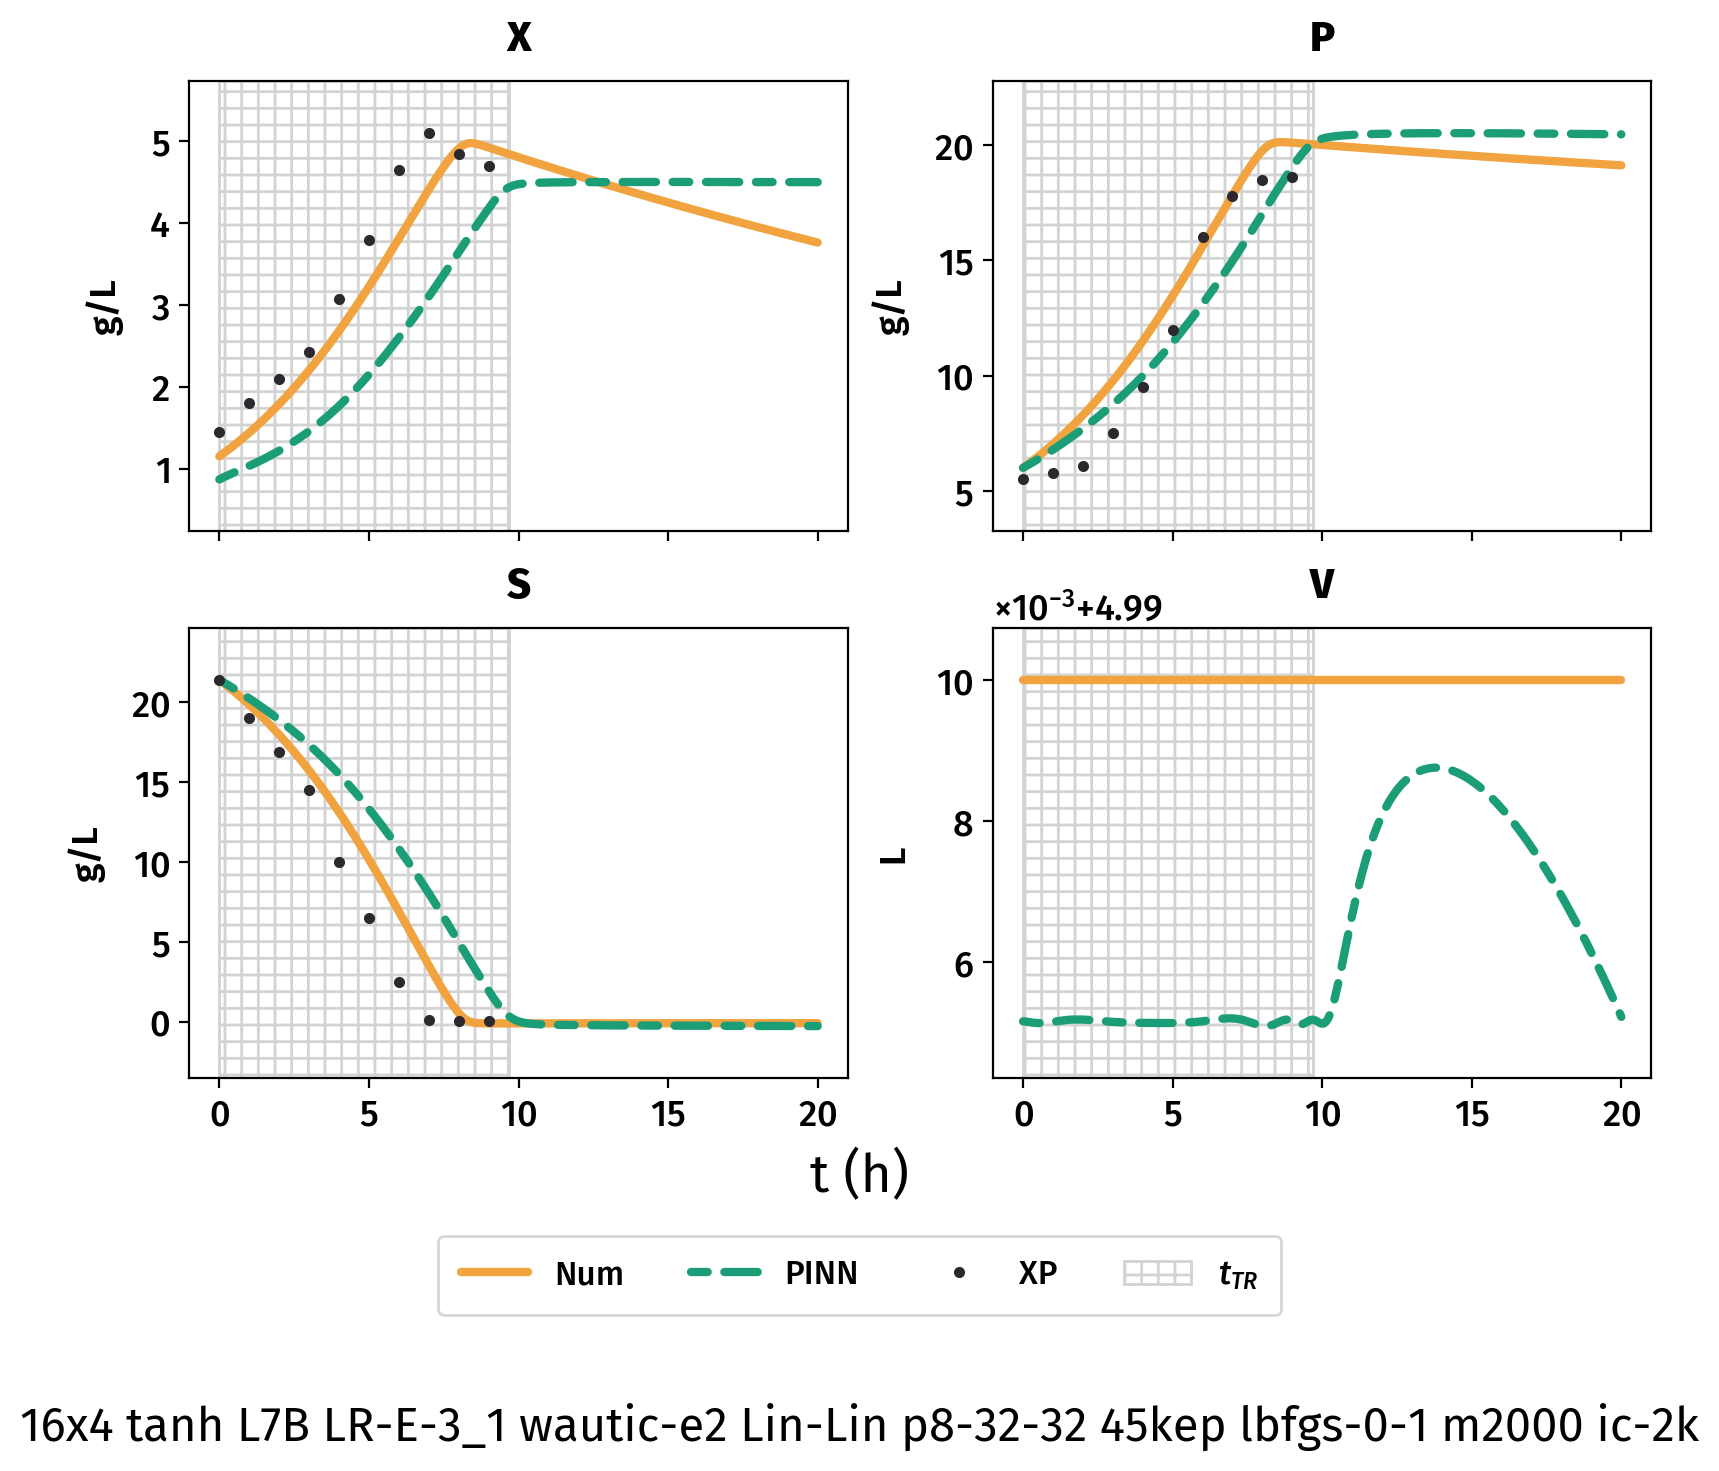 X
P
5
4
3
2
1
g/L
20
15
10
5
g/L
S
V
×10⁻³+4.99
20
15
10
5
0
g/L
10
8
6
L
0 5 10 15 20
0 5 10 15 20
t (h)
Num PINN XP t_TR
16x4 tanh L7B LR-E-3_1 wautic-e2 Lin-Lin p8-32-32 45kep lbfgs-0-1 m2000 ic-2k